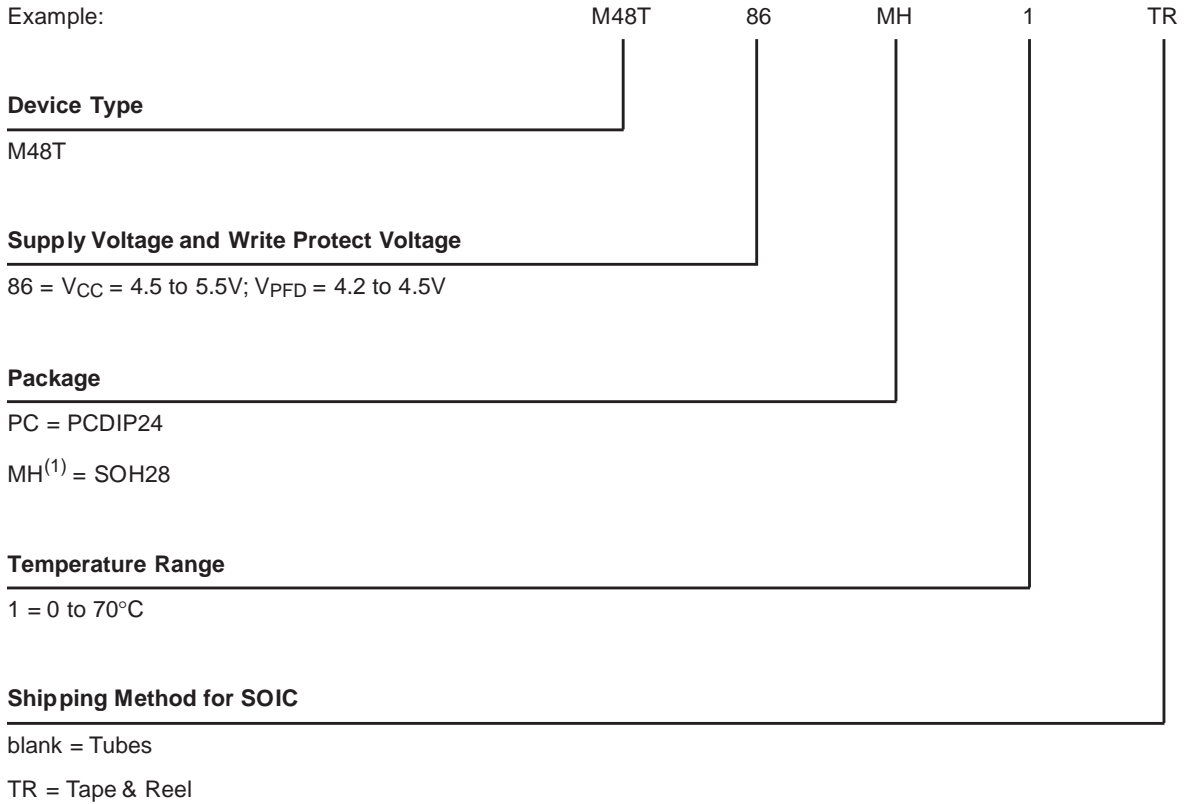 Example: M48T 86 MH 1 TR
Device Type
M48T
Supply Voltage and Write Protect Voltage
86 = VCC = 4.5 to 5.5V; VPFD = 4.2 to 4.5V
Package
PC = PCDIP24
MH(1) = SOH28
Temperature Range
1 = 0 to 70°C
Shipping Method for SOIC
blank = Tubes
TR = Tape & Reel